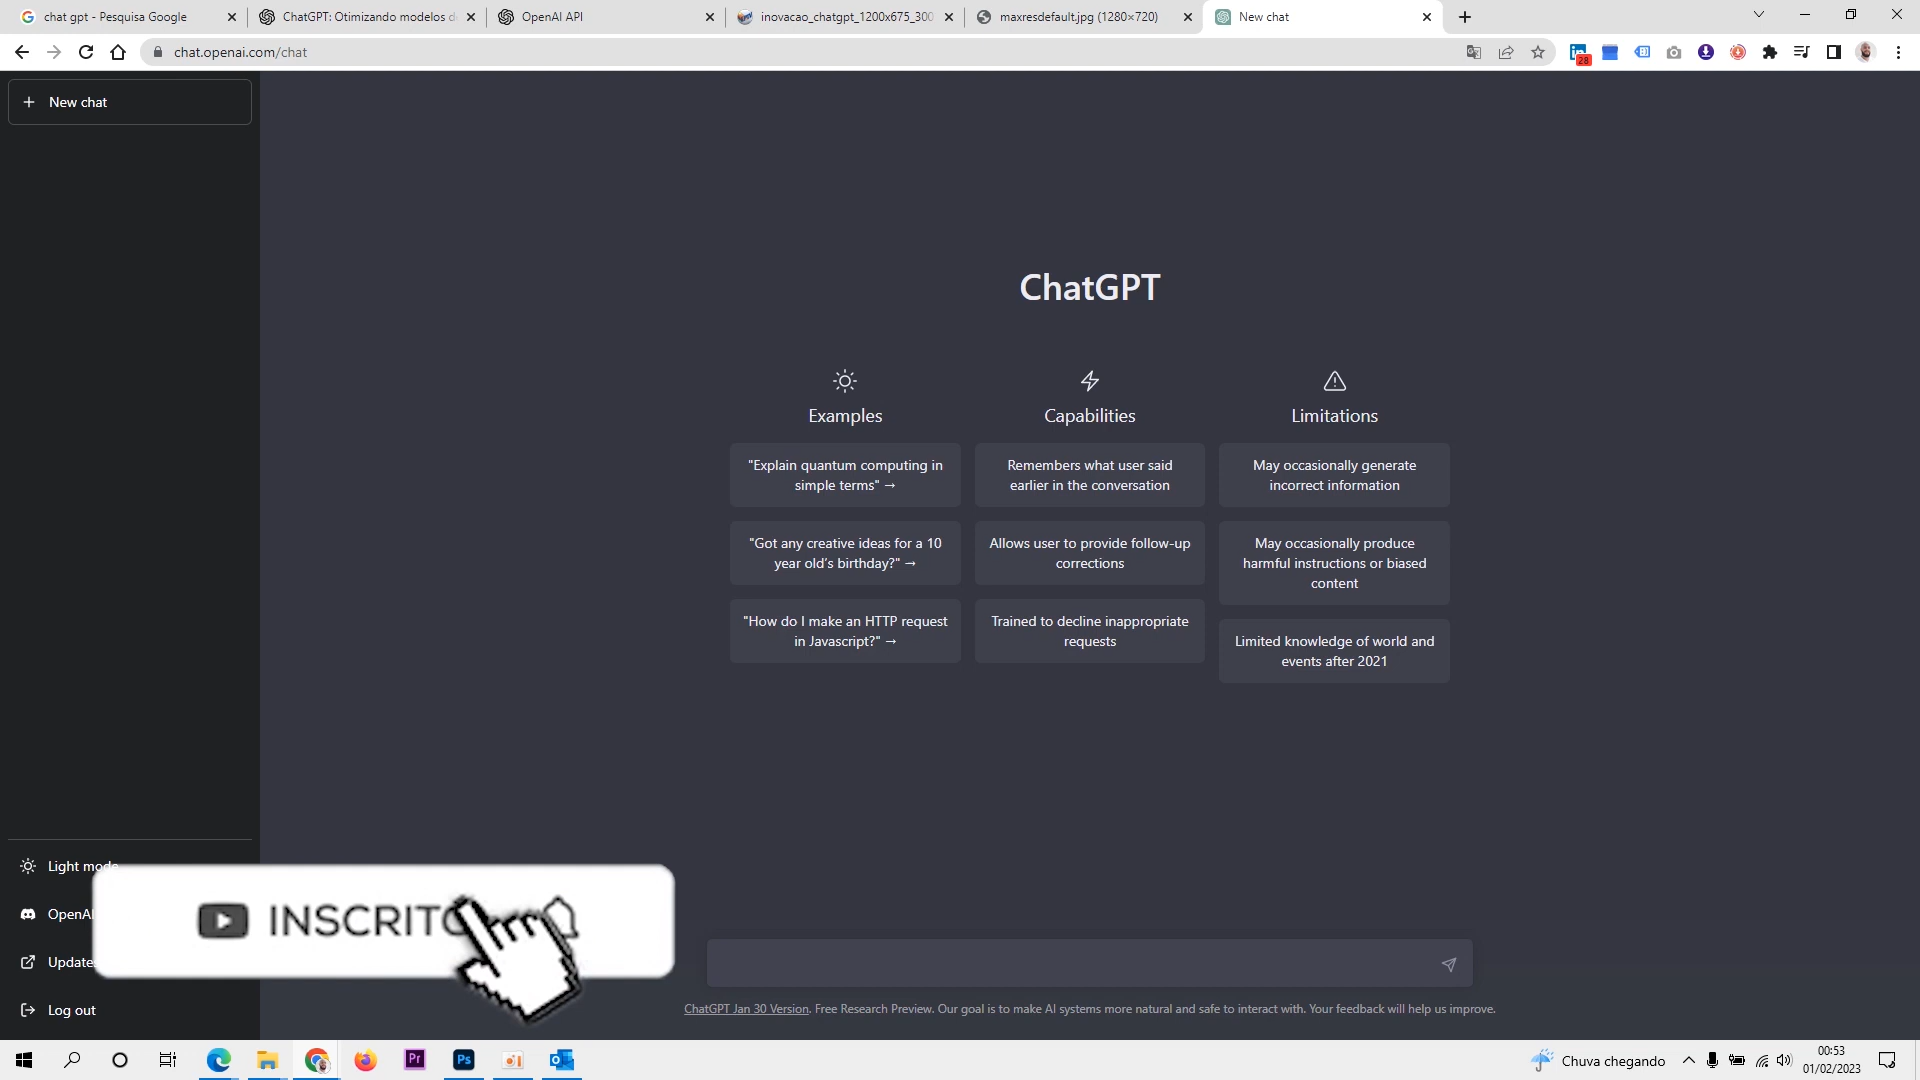 chat gpt - Pesquisa Google
ChatGPT: Otimizando modelos d
OpenAI API
inovacao_chatgpt_1200x675_300
maxresdefault.jpg (1280×720)
New chat
chat.openai.com/chat
28
New chat
ChatGPT
Examples
Capabilities
Limitations
"Explain quantum computing in
simple terms" →
Remembers what user said
earlier in the conversation
May occasionally generate
incorrect information
"Got any creative ideas for a 10
year old's birthday?" →
Allows user to provide follow-up
corrections
May occasionally produce
harmful instructions or biased
content
"How do I make an HTTP request
in Javascript?" →
Trained to decline inappropriate
requests
Limited knowledge of world and
events after 2021
Light mode
OpenAI
Update
Log out
INSCRITO
ChatGPT Jan 30 Version. Free Research Preview. Our goal is to make AI systems more natural and safe to interact with. Your feedback will help us improve.
Pr
Ps
Chuva chegando
00:53
01/02/2023